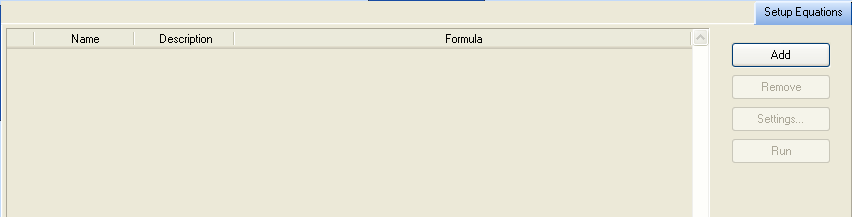 Setup Equations
Name Description Formula
Add
Remove
Settings...
Run